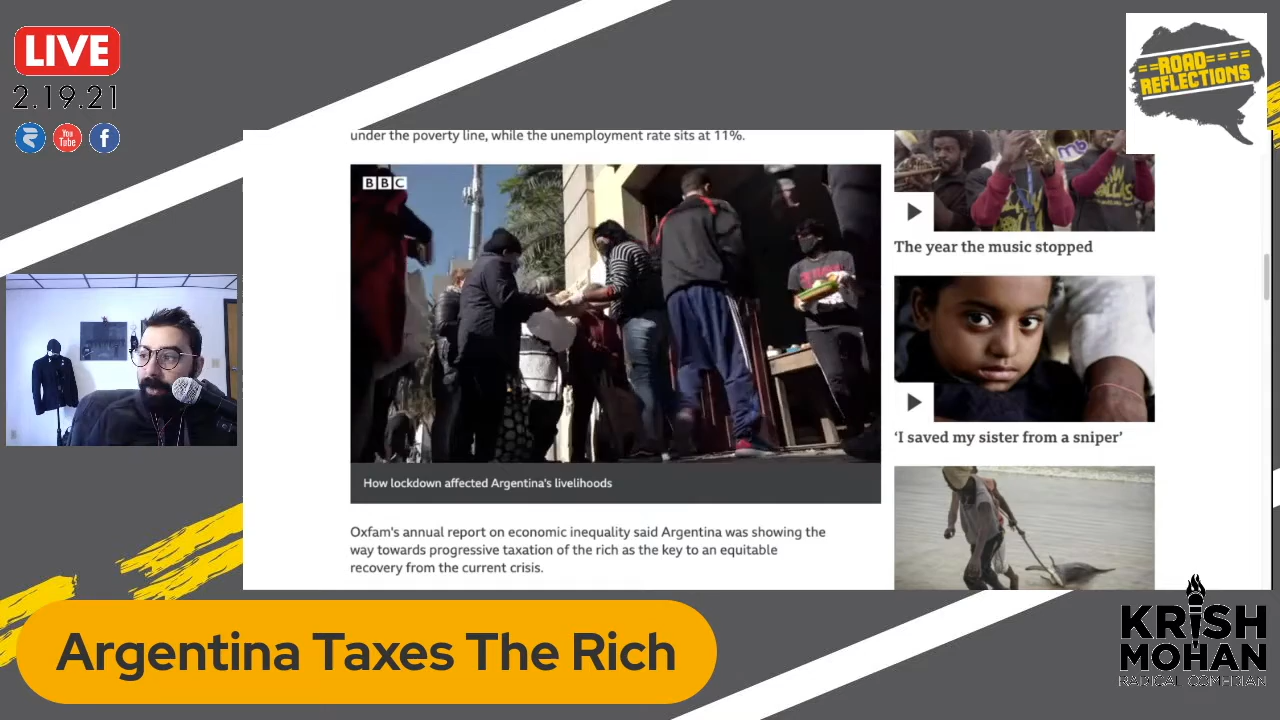 LIVE
2.19.21
You
Tube
==ROAD====
REFLECTIONS
under the poverty line, while the unemployment rate sits at 11%.
BBC
How lockdown affected Argentina's livelihoods
Oxfam's annual report on economic inequality said Argentina was showing the
way towards progressive taxation of the rich as the key to an equitable
recovery from the current crisis.
The year the music stopped
'I saved my sister from a sniper'
Argentina Taxes The Rich
KRISH
MOHAN
RADICAL COMEDIAN